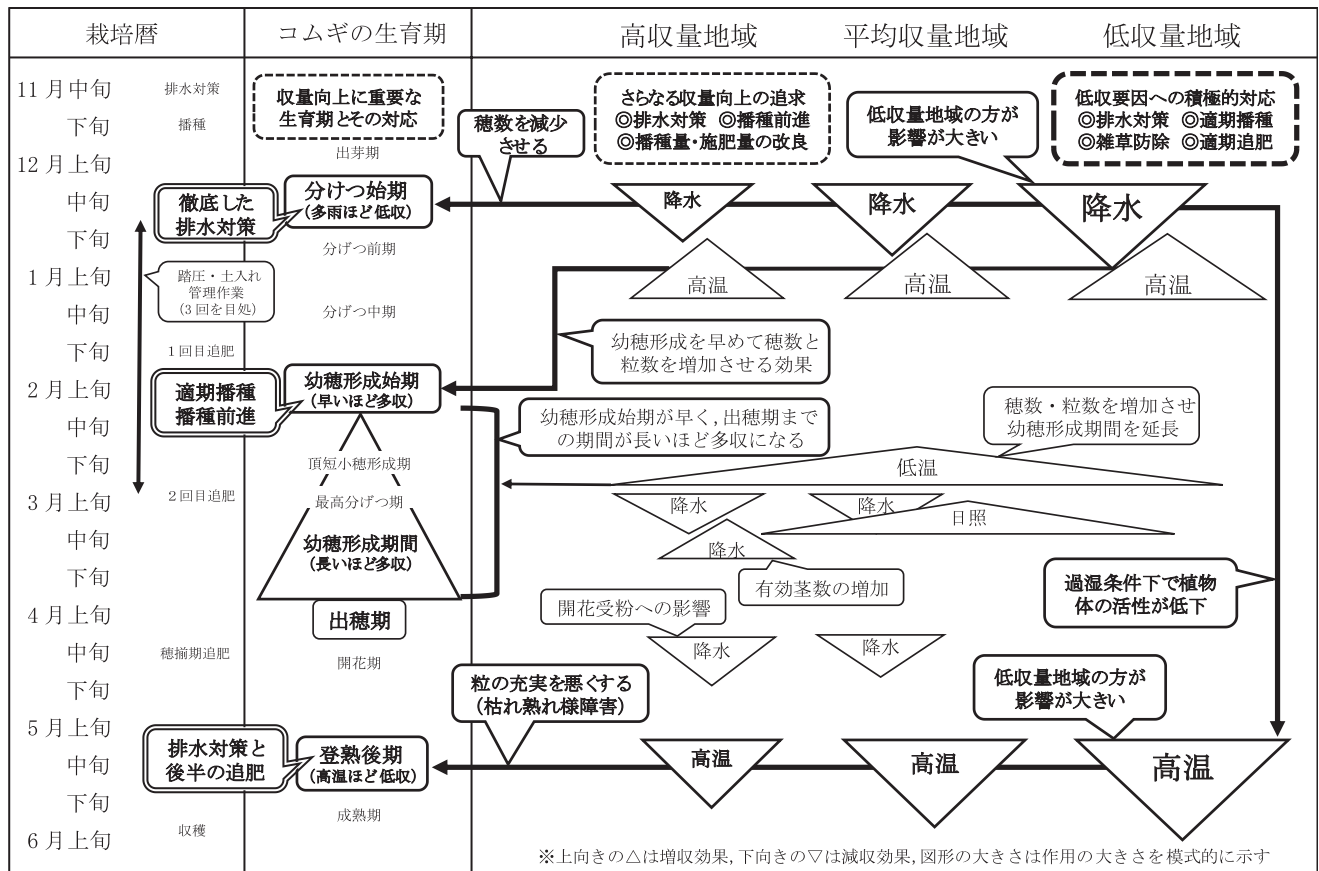 栽培暦
コムギの生育期
高収量地域
平均収量地域
低収量地域
11月中旬
下旬
12月上旬
中旬
下旬
1月上旬
中旬
下旬
2月上旬
中旬
下旬
3月上旬
中旬
下旬
4月上旬
中旬
下旬
5月上旬
中旬
下旬
6月上旬
排水対策
播種
徹底した
排水対策
踏圧・土入れ
管理作業
(3回を目処)
1回目追肥
適期播種
播種前進
2回目追肥
穂揃期追肥
排水対策と
後半の追肥
収穫
収量向上に重要な
生育期とその対応
出芽期
分けつ始期
(多雨ほど低収)
分げつ前期
分げつ中期
幼穂形成始期
(早いほど多収)
頂短小穂形成期
最高分げつ期
幼穂形成期間
(長いほど多収)
出穂期
開花期
登熟後期
(高温ほど低収)
成熟期
穂数を減少
させる
さらなる収量向上の追求
◎排水対策 ◎播種前進
◎播種量・施肥量の改良
低収量地域の方が
影響が大きい
低収要因への積極的対応
◎排水対策 ◎適期播種
◎雑草防除 ◎適期追肥
降水
降水
降水
高温
高温
高温
幼穂形成を早めて穂数と
粒数を増加させる効果
幼穂形成始期が早く,出穂期まで
の期間が長いほど多収になる
穂数・粒数を増加させ
幼穂形成期間を延長
低温
降水
降水
日照
降水
有効茎数の増加
過湿条件下で植物
体の活性が低下
開花受粉への影響
降水
降水
粒の充実を悪くする
(枯れ熟れ様障害)
低収量地域の方が
影響が大きい
高温
高温
高温
※上向きの△は増収効果,下向きの▽は減収効果,図形の大きさは作用の大きさを模式的に示す